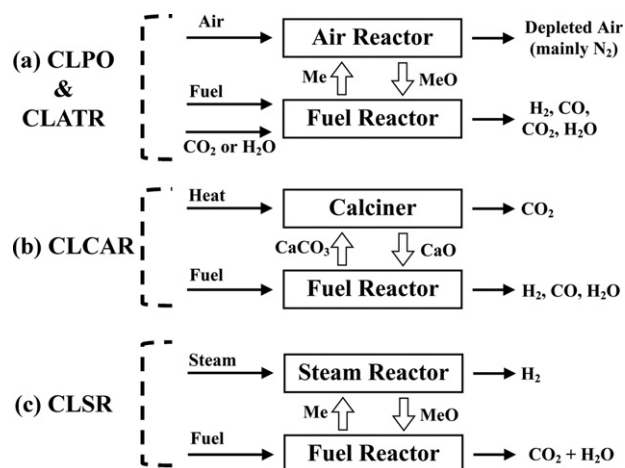 (a) CLPO
&
CLATR
Air
Air Reactor
Depleted Air
(mainly N₂)
Me
MeO
Fuel
CO₂ or H₂O
Fuel Reactor
H₂, CO,
CO₂, H₂O
(b) CLCAR
Heat
Calciner
CO₂
CaCO₃
CaO
Fuel
Fuel Reactor
H₂, CO, H₂O
(c) CLSR
Steam
Steam Reactor
H₂
Me
MeO
Fuel
Fuel Reactor
CO₂ + H₂O